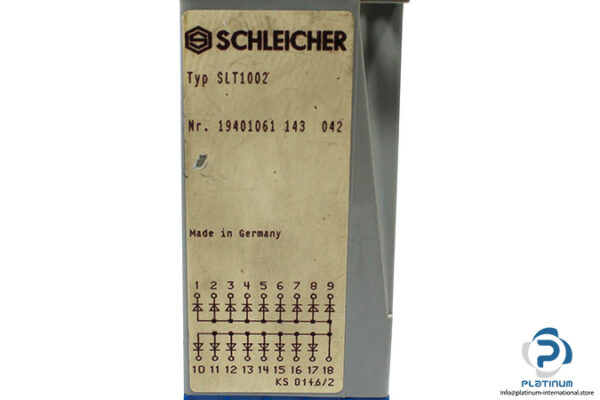 SCHLEICHER
Typ SLT1002
Nr. 19401061 143 042
Made in Germany
1 2 3 4 5 6 7 8 9
10 11 12 13 14 15 16 17 18
KS 0146/2
PLATINUM
info@platinum-international.store